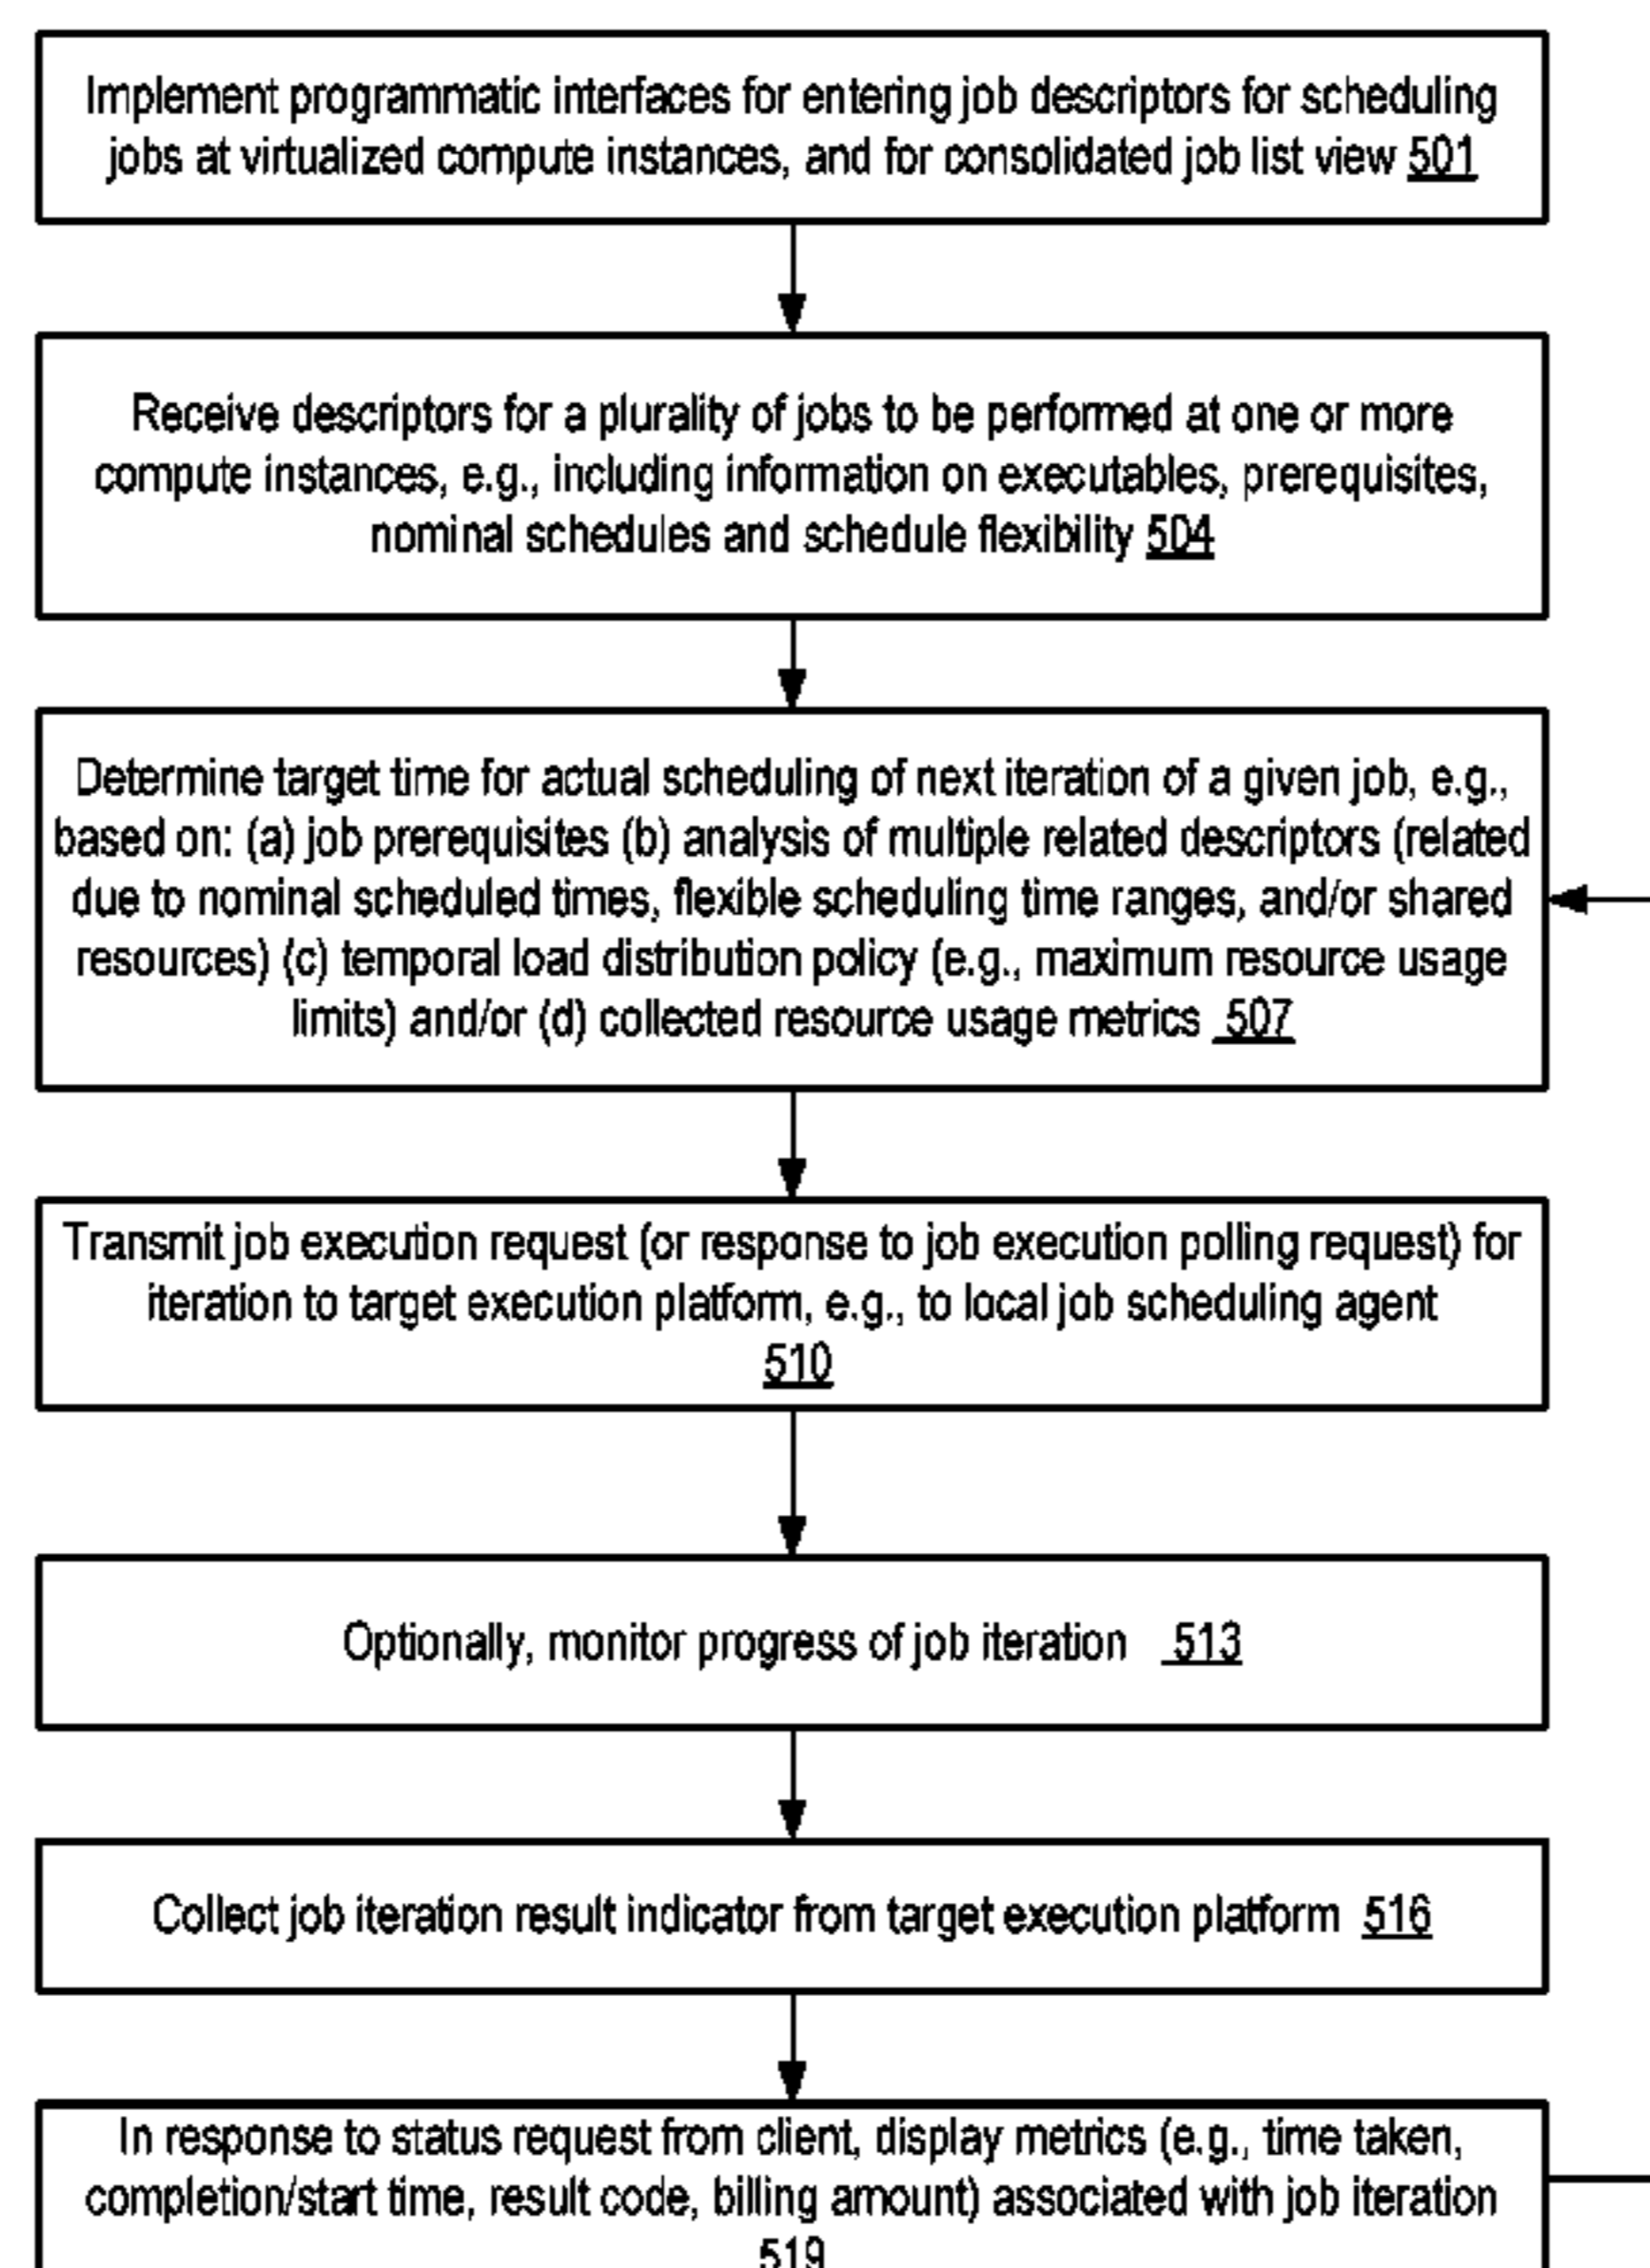 Implement programmatic interfaces for entering job descriptors for scheduling
jobs at virtualized compute instances, and for consolidated job list view 501
Receive descriptors for a plurality of jobs to be performed at one or more
compute instances, e.g., including information on executables, prerequisites,
nominal schedules and schedule flexibility 504
Determine target time for actual scheduling of next iteration of a given job, e.g.,
based on: (a) job prerequisites (b) analysis of multiple related descriptors (related
due to nominal scheduled times, flexible scheduling time ranges, and/or shared
resources) (c) temporal load distribution policy (e.g., maximum resource usage
limits) and/or (d) collected resource usage metrics 507
Transmit job execution request (or response to job execution polling request) for
iteration to target execution platform, e.g., to local job scheduling agent
510
Optionally, monitor progress of job iteration 513
Collect job iteration result indicator from target execution platform 516
In response to status request from client, display metrics (e.g., time taken,
completion/start time, result code, billing amount) associated with job iteration
519